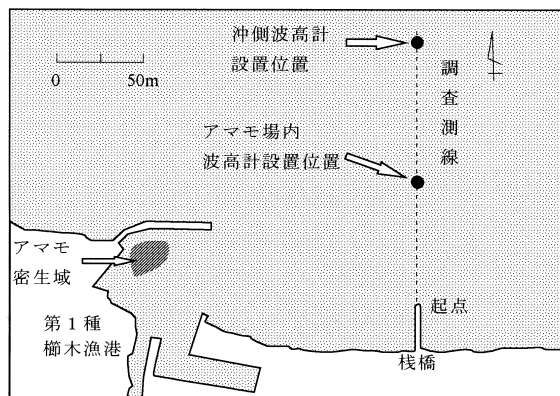 沖側波高計
設置位置
0 50m
調査測線
アマモ場内
波高計設置位置
アマモ
密生域
起点
第1種
櫛木漁港
桟橋